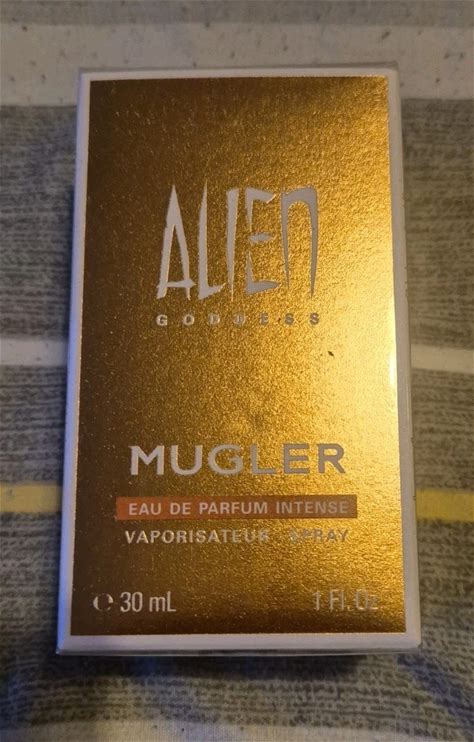 ALIEN
GODDESS
MUGLER
EAU DE PARFUM INTENSE
VAPORISATEUR · SPRAY
℮ 30 mL 1 Fl. Oz